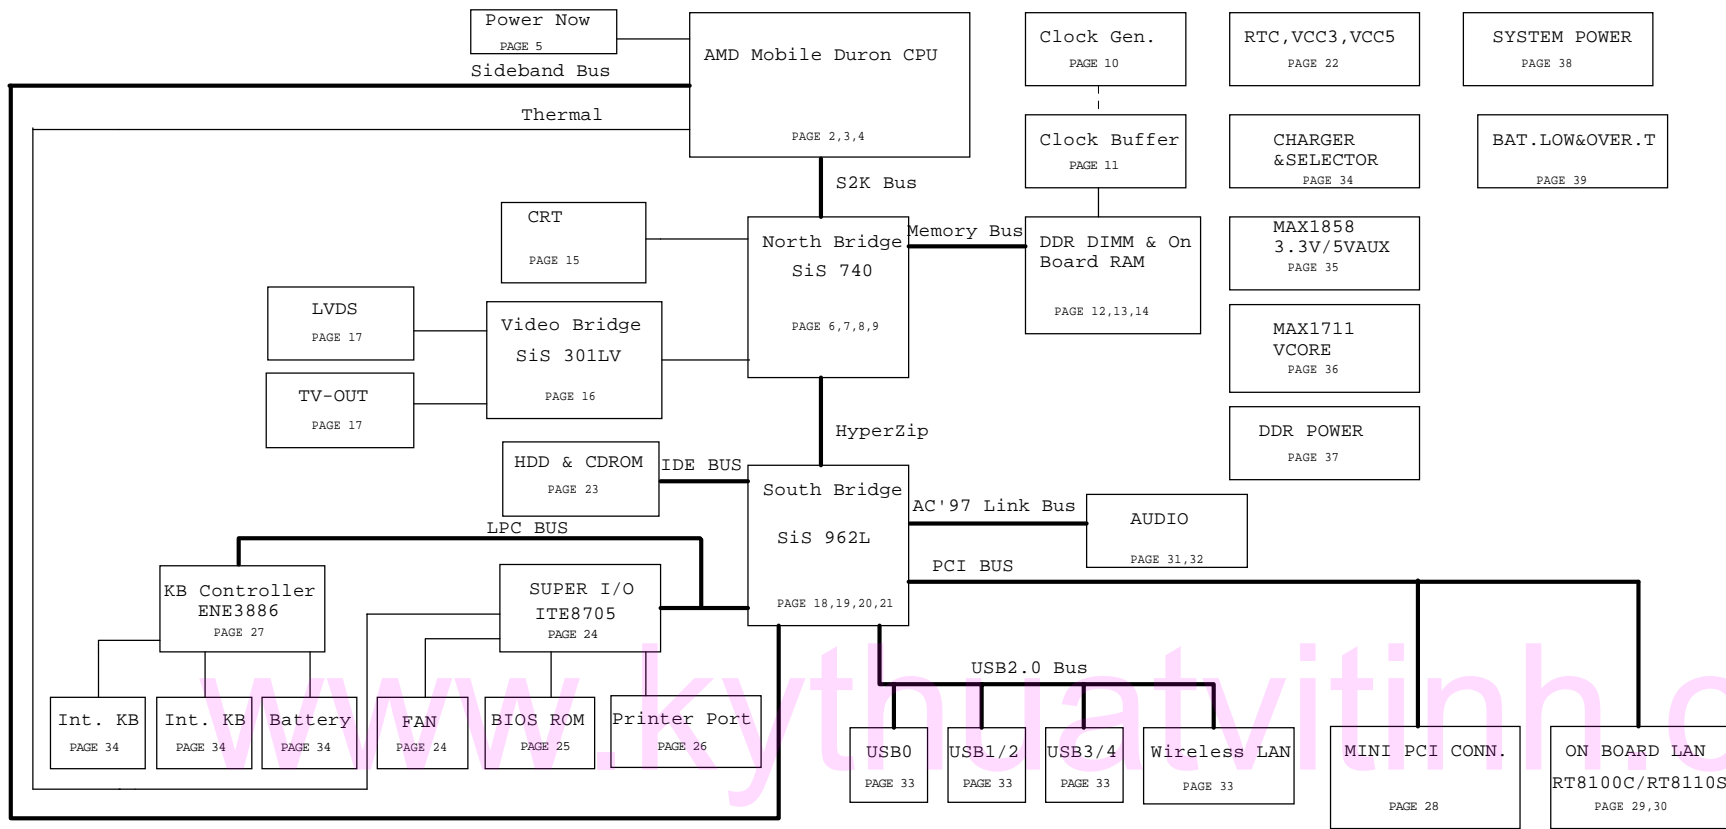 Power Now
PAGE 5
Sideband Bus
Thermal
AMD Mobile Duron CPU
PAGE 2,3,4
Clock Gen.
PAGE 10
RTC,VCC3,VCC5
PAGE 22
SYSTEM POWER
PAGE 38
Clock Buffer
PAGE 11
CHARGER
&SELECTOR
PAGE 34
BAT.LOW&OVER.T
PAGE 39
S2K Bus
CRT
PAGE 15
North Bridge
SiS 740
PAGE 6,7,8,9
Memory Bus
DDR DIMM & On
Board RAM
PAGE 12,13,14
MAX1858
3.3V/5VAUX
PAGE 35
LVDS
PAGE 17
Video Bridge
SiS 301LV
PAGE 16
MAX1711
VCORE
PAGE 36
TV-OUT
PAGE 17
HyperZip
DDR POWER
PAGE 37
HDD & CDROM
PAGE 23
IDE BUS
South Bridge
SiS 962L
PAGE 18,19,20,21
AC'97 Link Bus
AUDIO
PAGE 31,32
LPC BUS
PCI BUS
KB Controller
ENE3886
PAGE 27
SUPER I/O
ITE8705
PAGE 24
USB2.0 Bus
Int. KB
PAGE 34
Int. KB
PAGE 34
Battery
PAGE 34
FAN
PAGE 24
BIOS ROM
PAGE 25
Printer Port
PAGE 26
USB0
PAGE 33
USB1/2
PAGE 33
USB3/4
PAGE 33
Wireless LAN
PAGE 33
MINI PCI CONN.
PAGE 28
ON BOARD LAN
RT8100C/RT8110S
PAGE 29,30
www.kythuatvitinh.c